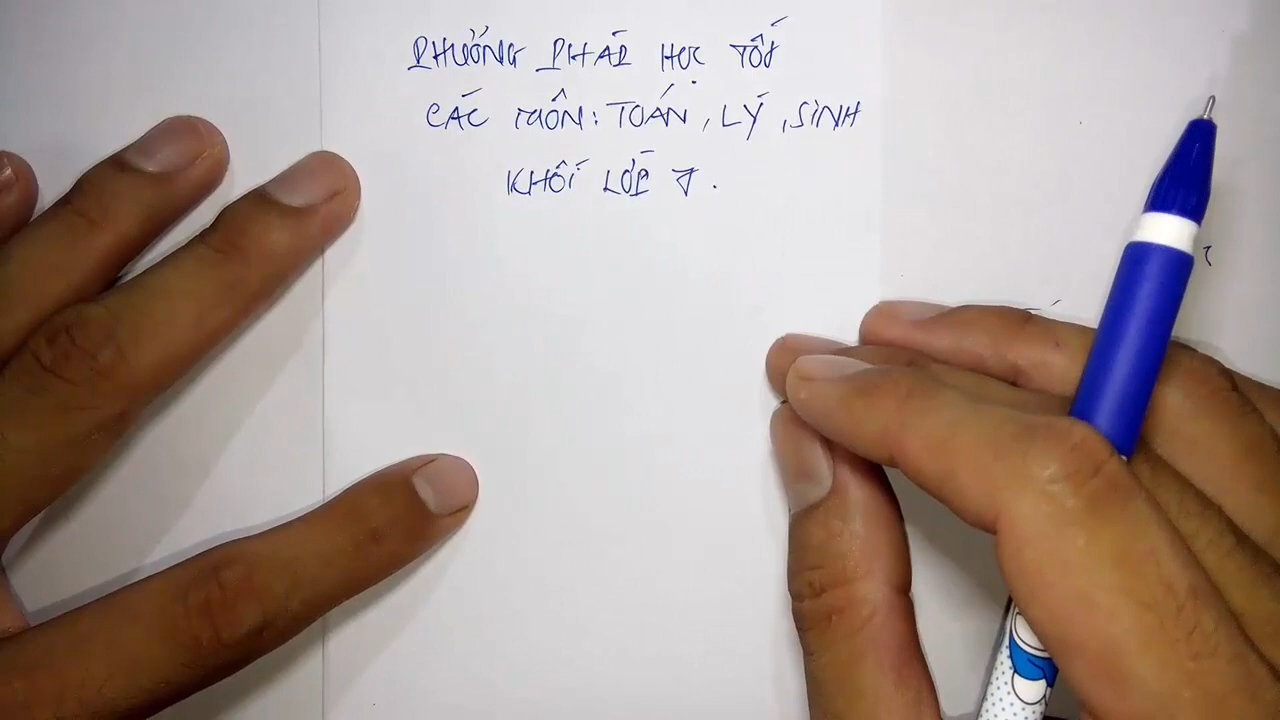 PHƯƠNG PHÁP HỌC TỐT
CÁC MÔN: TOÁN, LÝ, SINH
KHỐI LỚP 7.